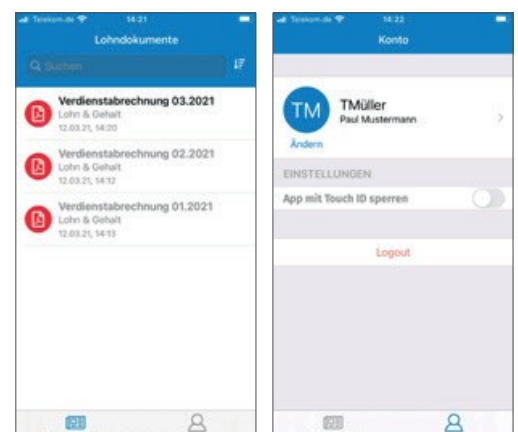 Telekom.de 14:21
Lohndokumente
Suchen
Verdienstabrechnung 03.2021
Lohn & Gehalt
12.03.21, 14:20
Verdienstabrechnung 02.2021
Lohn & Gehalt
12.03.21, 14:12
Verdienstabrechnung 01.2021
Lohn & Gehalt
12.03.21, 14:13
Telekom.de 14:22
Konto
TM
TMüller
Paul Mustermann
Ändern
EINSTELLUNGEN
App mit Touch ID sperren
Logout